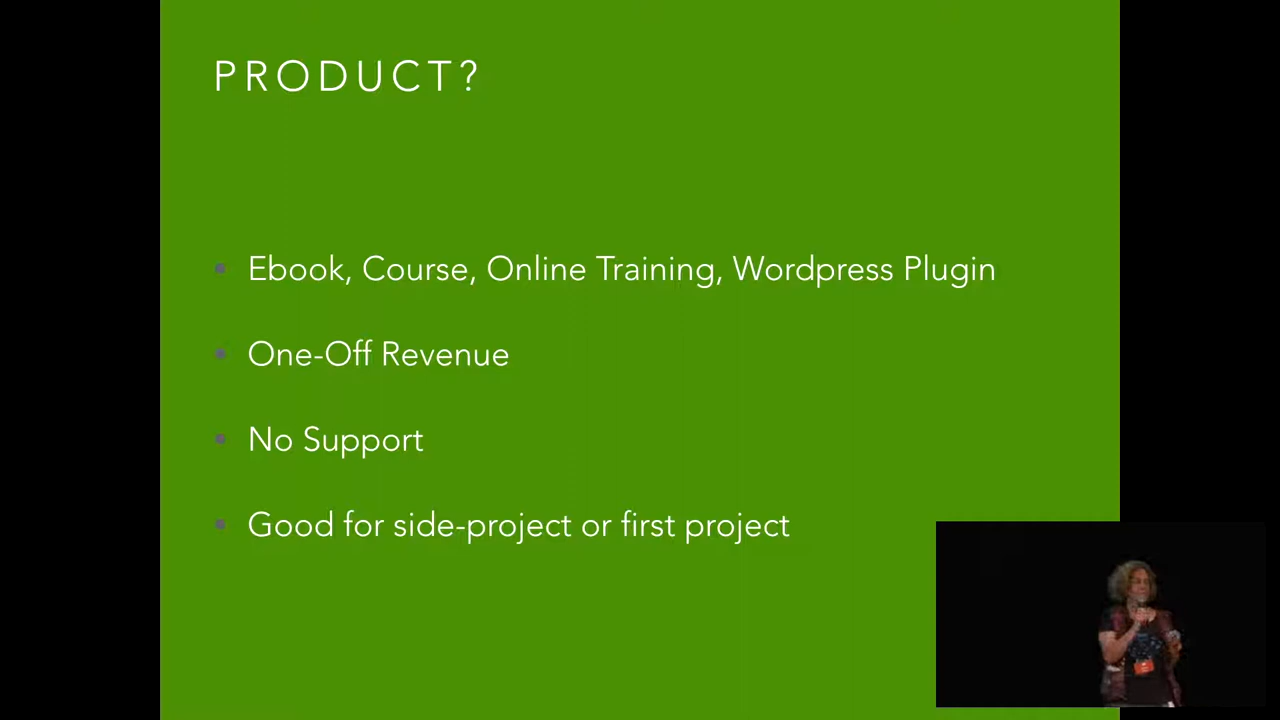 PRODUCT?
Ebook, Course, Online Training, Wordpress Plugin
One-Off Revenue
No Support
Good for side-project or first project